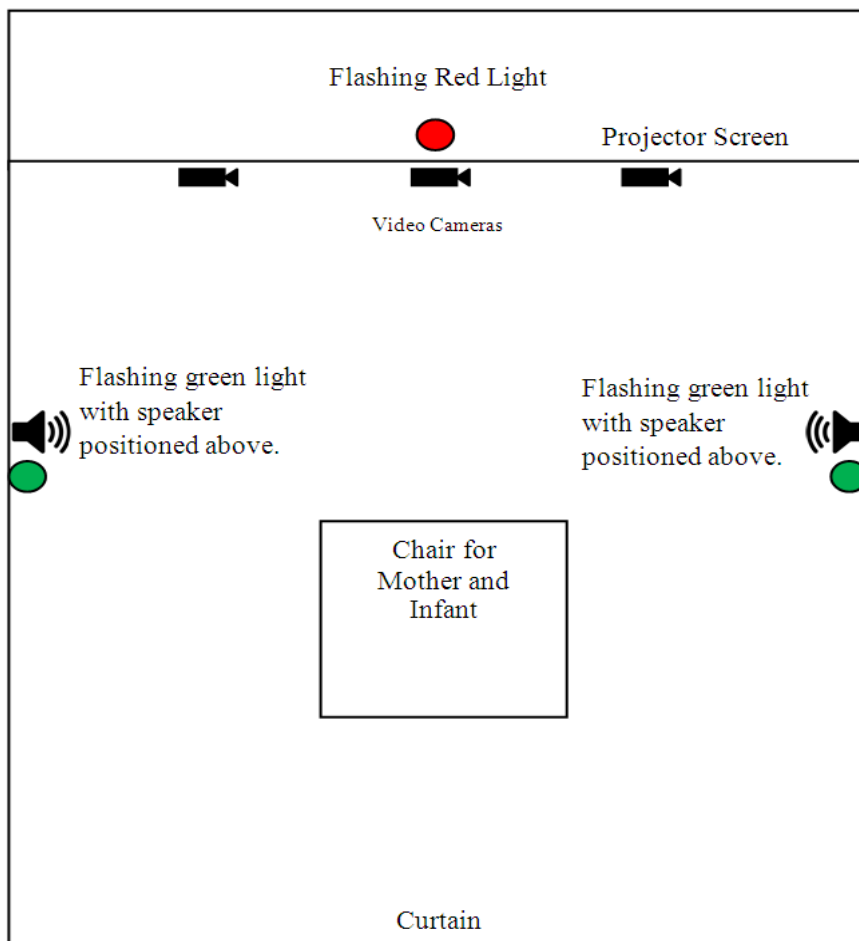 Flashing Red Light
Projector Screen
Video Cameras
Flashing green light
with speaker
positioned above.
Flashing green light
with speaker
positioned above.
Chair for
Mother and
Infant
Curtain